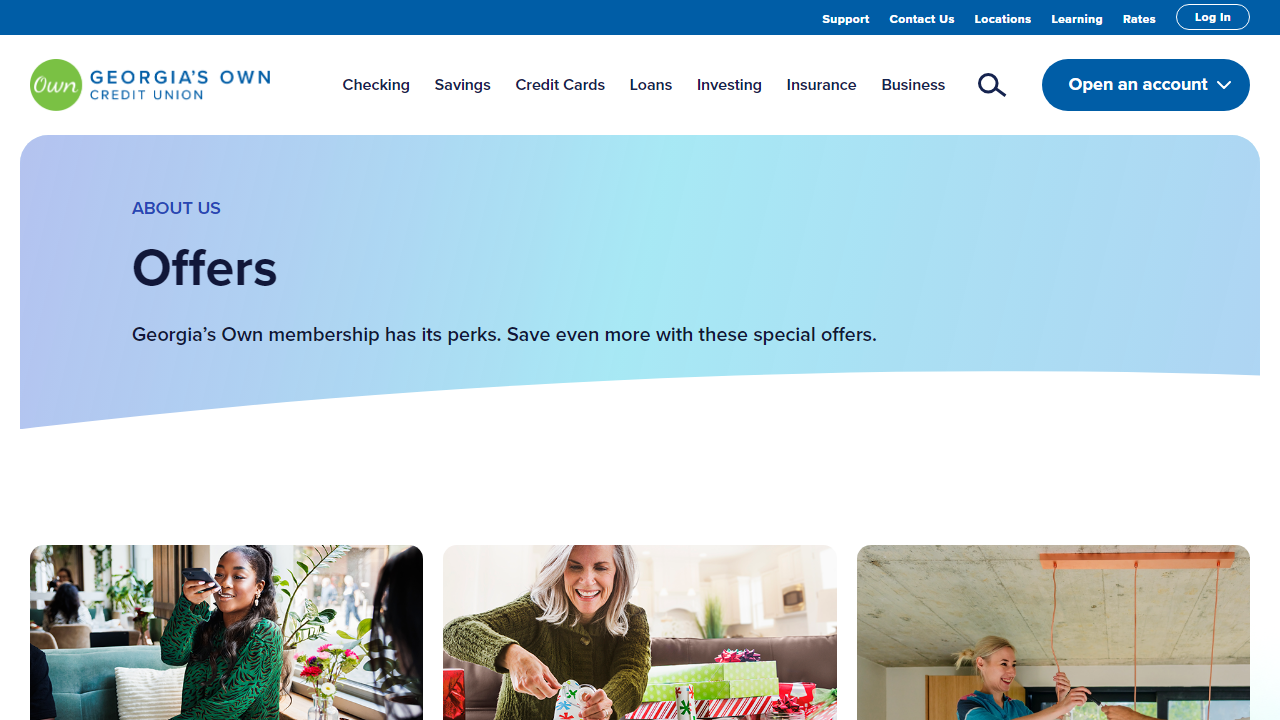 Support Contact Us Locations Learning Rates Log In
Own GEORGIA'S OWN
CREDIT UNION
Checking Savings Credit Cards Loans Investing Insurance Business Open an account
ABOUT US
Offers
Georgia’s Own membership has its perks. Save even more with these special offers.